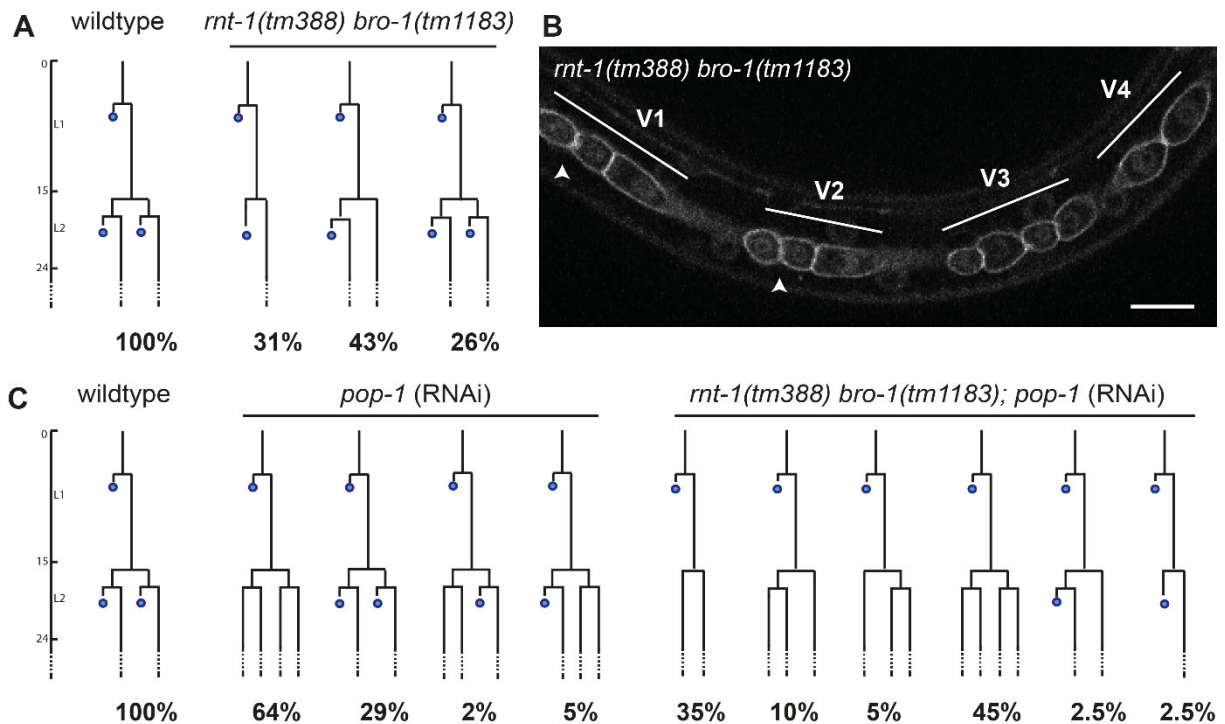 A
wildtype
rnt-1(tm388) bro-1(tm1183)
0
L1
15
L2
24
100%
31%
43%
26%
B
rnt-1(tm388) bro-1(tm1183)
V1
V2
V3
V4
C
wildtype
pop-1 (RNAi)
rnt-1(tm388) bro-1(tm1183); pop-1 (RNAi)
0
L1
15
L2
24
100%
64%
29%
2%
5%
35%
10%
5%
45%
2.5%
2.5%